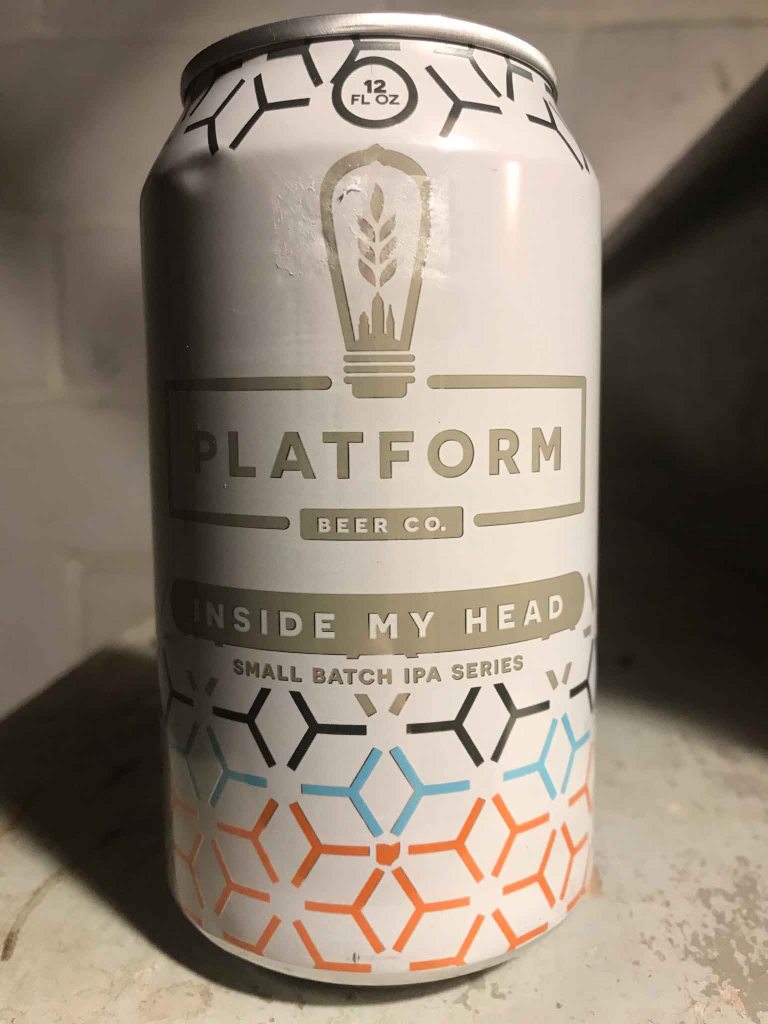 12
FL OZ
PLATFORM
BEER CO.
INSIDE MY HEAD
SMALL BATCH IPA SERIES